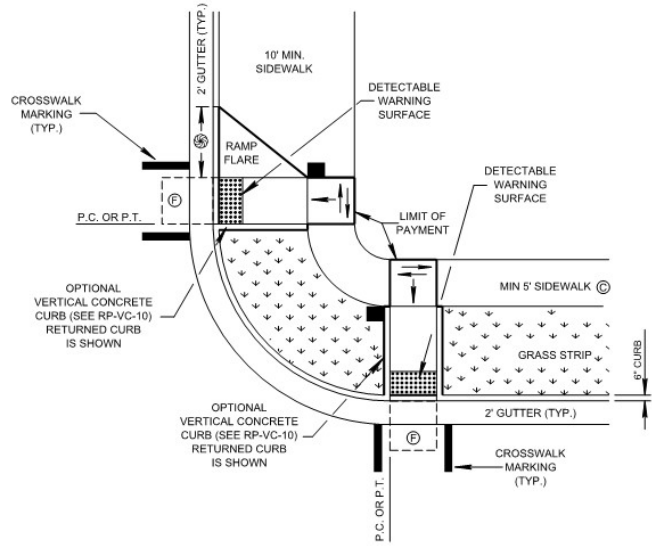 2' GUTTER (TYP.)
10' MIN.
SIDEWALK
DETECTABLE
WARNING
SURFACE
CROSSWALK
MARKING
(TYP.)
RAMP
FLARE
DETECTABLE
WARNING
SURFACE
F
P.C. OR P.T.
LIMIT OF
PAYMENT
OPTIONAL
VERTICAL CONCRETE
CURB (SEE RP-VC-10)
RETURNED CURB
IS SHOWN
MIN 5' SIDEWALK C
GRASS STRIP
6" CURB
OPTIONAL
VERTICAL CONCRETE
CURB (SEE RP-VC-10)
RETURNED CURB
IS SHOWN
2' GUTTER (TYP.)
F
CROSSWALK
MARKING
(TYP.)
P.C. OR P.T.